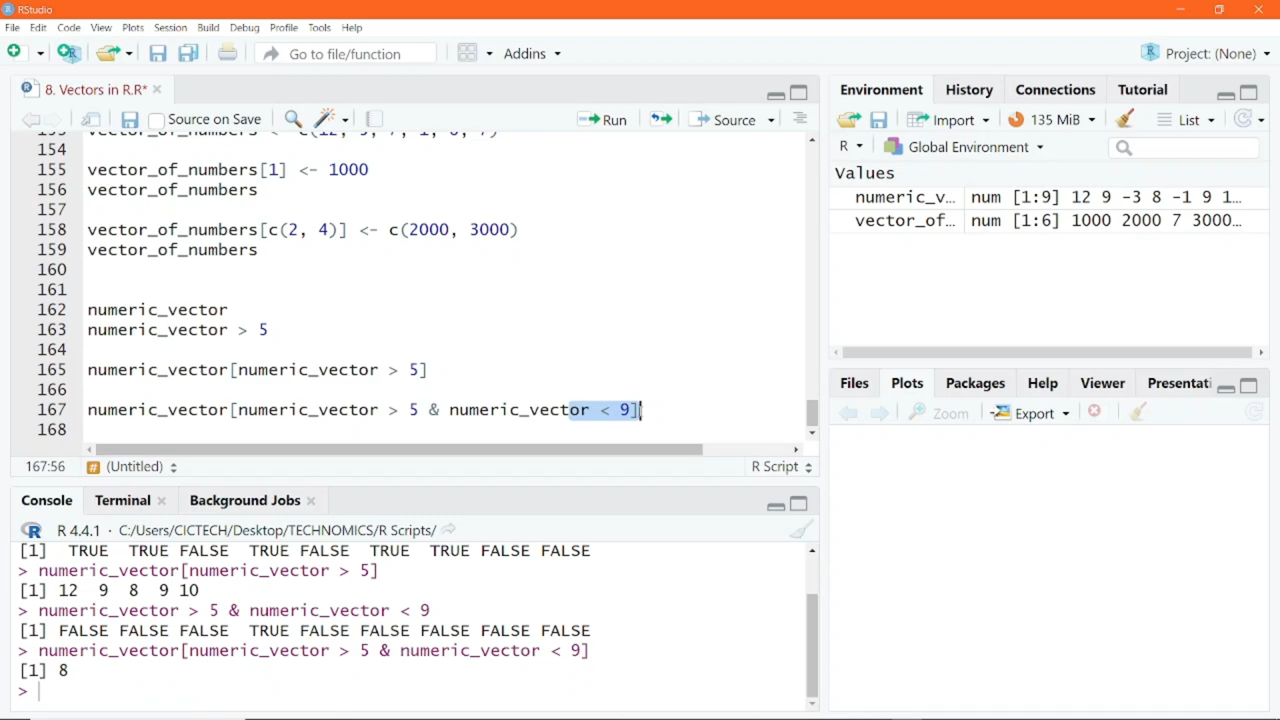 RStudio
File Edit Code View Plots Session Build Debug Profile Tools Help
Go to file/function Addins Project: (None)
8. Vectors in R.R*
Source on Save Run Source
154
155 vector_of_numbers[1] <- 1000
156 vector_of_numbers
157
158 vector_of_numbers[c(2, 4)] <- c(2000, 3000)
159 vector_of_numbers
160
161
162 numeric_vector
163 numeric_vector > 5
164
165 numeric_vector[numeric_vector > 5]
166
167 numeric_vector[numeric_vector > 5 & numeric_vector < 9]
168
167:56 # (Untitled) R Script
Console Terminal Background Jobs
R R 4.4.1 · C:/Users/CICTECH/Desktop/TECHNOMICS/R Scripts/
[1] TRUE TRUE FALSE TRUE FALSE TRUE TRUE FALSE FALSE
> numeric_vector[numeric_vector > 5]
[1] 12 9 8 9 10
> numeric_vector > 5 & numeric_vector < 9
[1] FALSE FALSE FALSE TRUE FALSE FALSE FALSE FALSE FALSE
> numeric_vector[numeric_vector > 5 & numeric_vector < 9]
[1] 8
>
Environment History Connections Tutorial
Import 135 MiB List
R Global Environment
Values
numeric_v… num [1:9] 12 9 -3 8 -1 9 1…
vector_of… num [1:6] 1000 2000 7 3000…
Files Plots Packages Help Viewer Presentati
Zoom Export